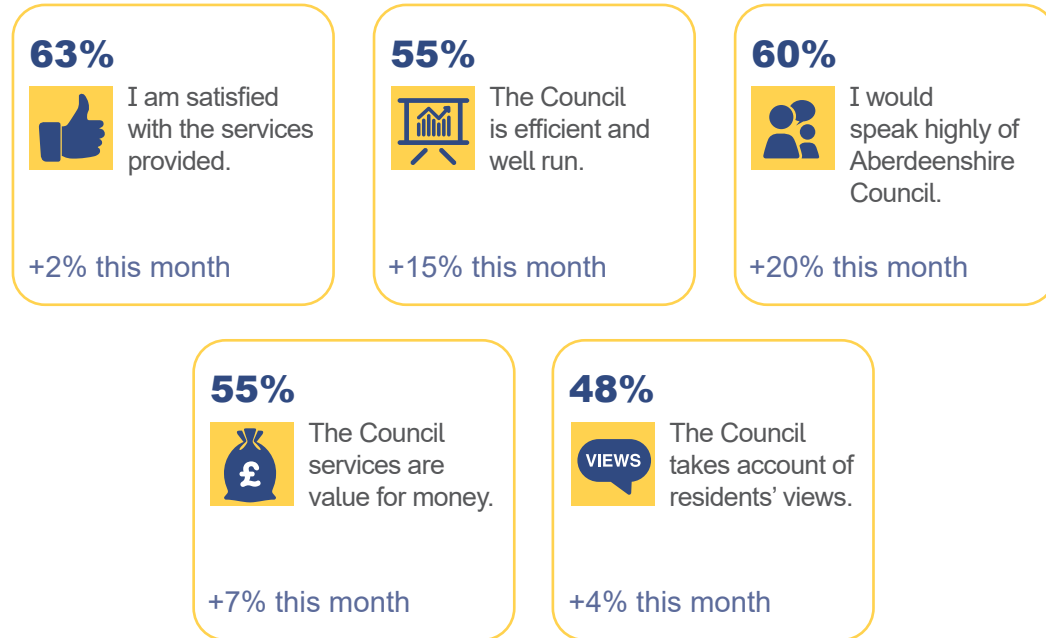 63%
I am satisfied
with the services
provided.
+2% this month
55%
The Council
is efficient and
well run.
+15% this month
60%
I would
speak highly of
Aberdeenshire
Council.
+20% this month
55%
£
The Council
services are
value for money.
+7% this month
48%
VIEWS
The Council
takes account of
residents’ views.
+4% this month